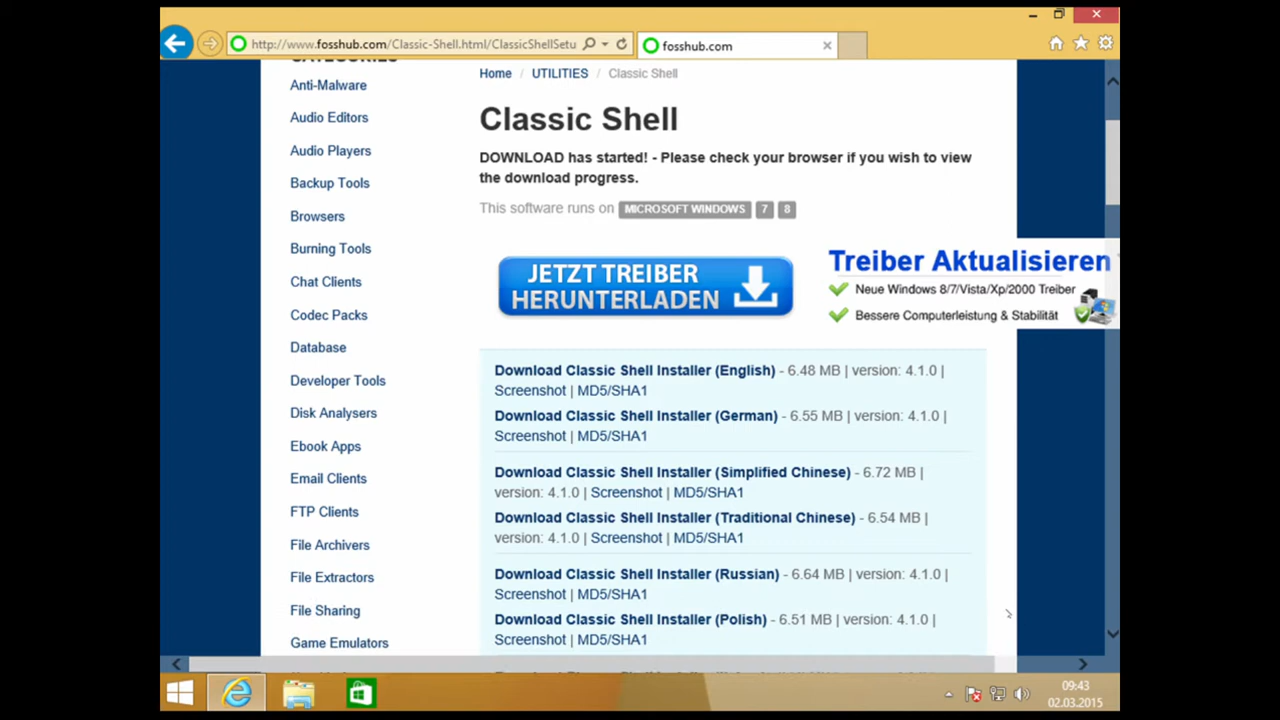 http://www.fosshub.com/Classic-Shell.html/ClassicShellSetu
fosshub.com
CATEGORIES
Anti-Malware
Audio Editors
Audio Players
Backup Tools
Browsers
Burning Tools
Chat Clients
Codec Packs
Database
Developer Tools
Disk Analysers
Ebook Apps
Email Clients
FTP Clients
File Archivers
File Extractors
File Sharing
Game Emulators
Home / UTILITIES / Classic Shell
Classic Shell
DOWNLOAD has started! - Please check your browser if you wish to view
the download progress.
This software runs on MICROSOFT WINDOWS 7 8
JETZT TREIBER
HERUNTERLADEN
Treiber Aktualisieren
Neue Windows 8/7/Vista/Xp/2000 Treiber
Bessere Computerleistung & Stabilität
Download Classic Shell Installer (English) - 6.48 MB | version: 4.1.0 |
Screenshot | MD5/SHA1
Download Classic Shell Installer (German) - 6.55 MB | version: 4.1.0 |
Screenshot | MD5/SHA1
Download Classic Shell Installer (Simplified Chinese) - 6.72 MB |
version: 4.1.0 | Screenshot | MD5/SHA1
Download Classic Shell Installer (Traditional Chinese) - 6.54 MB |
version: 4.1.0 | Screenshot | MD5/SHA1
Download Classic Shell Installer (Russian) - 6.64 MB | version: 4.1.0 |
Screenshot | MD5/SHA1
Download Classic Shell Installer (Polish) - 6.51 MB | version: 4.1.0 |
Screenshot | MD5/SHA1
09:43
02.03.2015